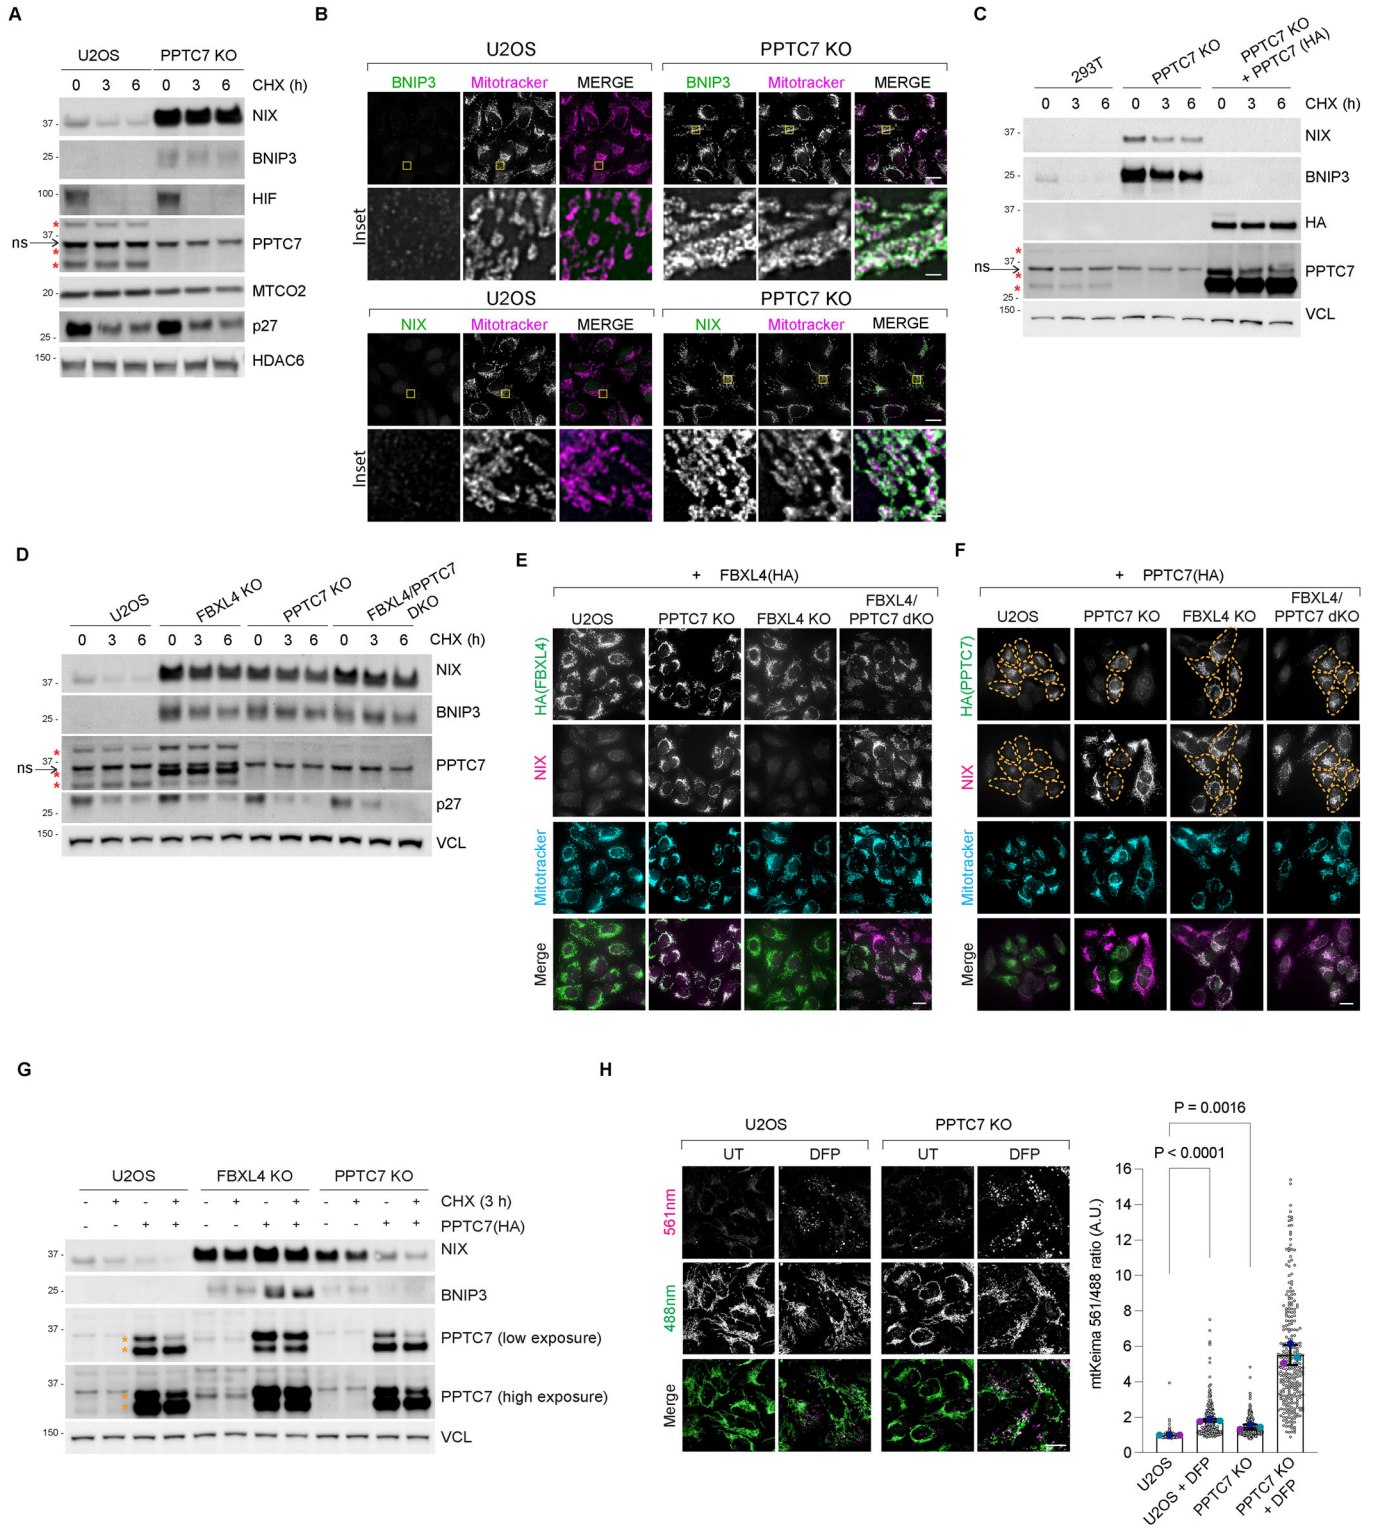 A
U2OS PPTC7 KO
0 3 6 0 3 6 CHX (h)
37 - NIX
25 - BNIP3
100 - HIF
*
37 -
ns PPTC7
*
*
20 - MTCO2
25 - p27
150 - HDAC6
B
U2OS PPTC7 KO
BNIP3 Mitotracker MERGE BNIP3 Mitotracker MERGE
Inset
U2OS PPTC7 KO
NIX Mitotracker MERGE NIX Mitotracker MERGE
Inset
C
293T PPTC7 KO PPTC7 KO + PPTC7 (HA)
0 3 6 0 3 6 0 3 6 CHX (h)
37 - NIX
25 - BNIP3
37 - HA
*
37 -
ns PPTC7
*
*
25 -
150 - VCL
D
U2OS FBXL4 KO PPTC7 KO FBXL4/PPTC7 DKO
0 3 6 0 3 6 0 3 6 0 3 6 CHX (h)
37 - NIX
25 - BNIP3
*
37 - PPTC7
ns
*
*
25 - p27
150 - VCL
E
+ FBXL4(HA)
U2OS PPTC7 KO FBXL4 KO FBXL4/ PPTC7 dKO
HA(FBXL4)
NIX
Mitotracker
Merge
F
+ PPTC7(HA)
U2OS PPTC7 KO FBXL4 KO FBXL4/ PPTC7 dKO
HA(PPTC7)
NIX
Mitotracker
Merge
G
U2OS FBXL4 KO PPTC7 KO
- + - + - + - + - + - + CHX (3 h)
- - + + - - + + - - + + PPTC7(HA)
37 - NIX
25 - BNIP3
37 - PPTC7 (low exposure)
*
*
37 - PPTC7 (high exposure)
*
*
150 - VCL
H
U2OS PPTC7 KO
UT DFP UT DFP
561nm
488nm
Merge
P = 0.0016
P < 0.0001
mtKeima 561/488 ratio (A.U.)
16
14
12
10
8
6
4
2
0
U2OS
U2OS + DFP
PPTC7 KO
PPTC7 KO + DFP